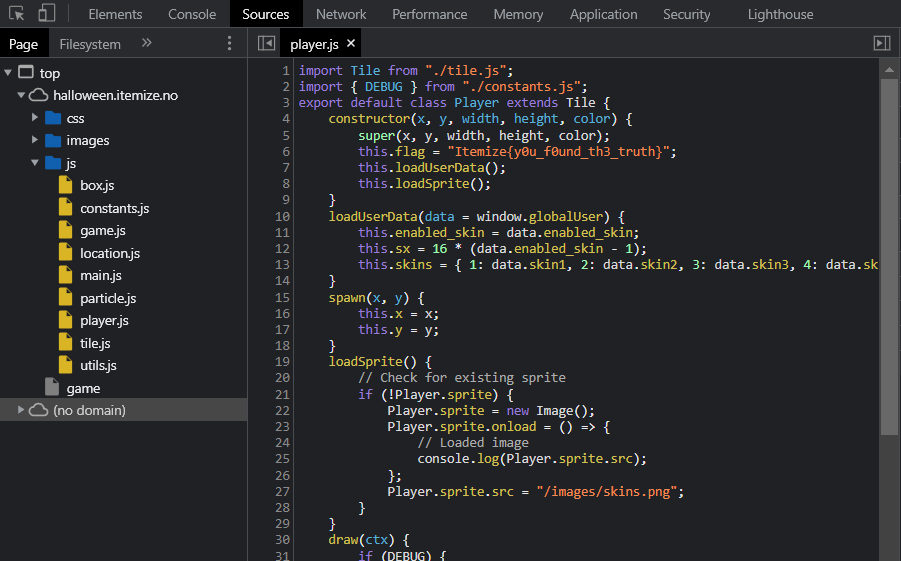 Elements Console Sources Network Performance Memory Application Security Lighthouse
Page Filesystem »
player.js ×
top
halloween.itemize.no
css
images
js
box.js
constants.js
game.js
location.js
main.js
particle.js
player.js
tile.js
utils.js
game
(no domain)
1 import Tile from "./tile.js";
2 import { DEBUG } from "./constants.js";
3 export default class Player extends Tile {
4 constructor(x, y, width, height, color) {
5 super(x, y, width, height, color);
6 this.flag = "Itemize{y0u_f0und_th3_truth}";
7 this.loadUserData();
8 this.loadSprite();
9 }
10 loadUserData(data = window.globalUser) {
11 this.enabled_skin = data.enabled_skin;
12 this.sx = 16 * (data.enabled_skin - 1);
13 this.skins = { 1: data.skin1, 2: data.skin2, 3: data.skin3, 4: data.sk
14 }
15 spawn(x, y) {
16 this.x = x;
17 this.y = y;
18 }
19 loadSprite() {
20 // Check for existing sprite
21 if (!Player.sprite) {
22 Player.sprite = new Image();
23 Player.sprite.onload = () => {
24 // Loaded image
25 console.log(Player.sprite.src);
26 };
27 Player.sprite.src = "/images/skins.png";
28 }
29 }
30 draw(ctx) {
31 if (DEBUG) {